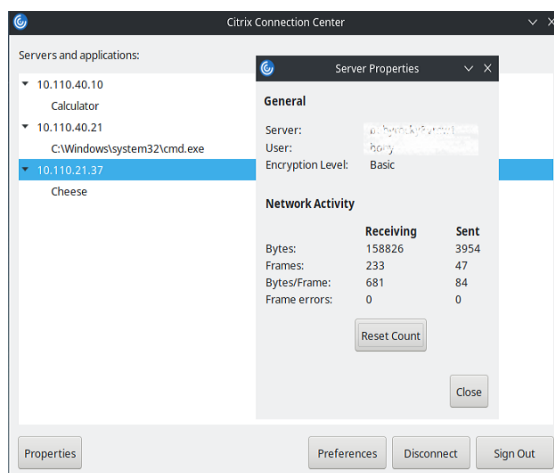 Citrix Connection Center
Servers and applications:
10.110.40.10
Calculator
10.110.40.21
C:\Windows\system32\cmd.exe
10.110.21.37
Cheese
Server Properties
General
Server:
User:
Encryption Level: Basic
Network Activity
Receiving Sent
Bytes: 158826 3954
Frames: 233 47
Bytes/Frame: 681 84
Frame errors: 0 0
Reset Count
Close
Properties Preferences Disconnect Sign Out